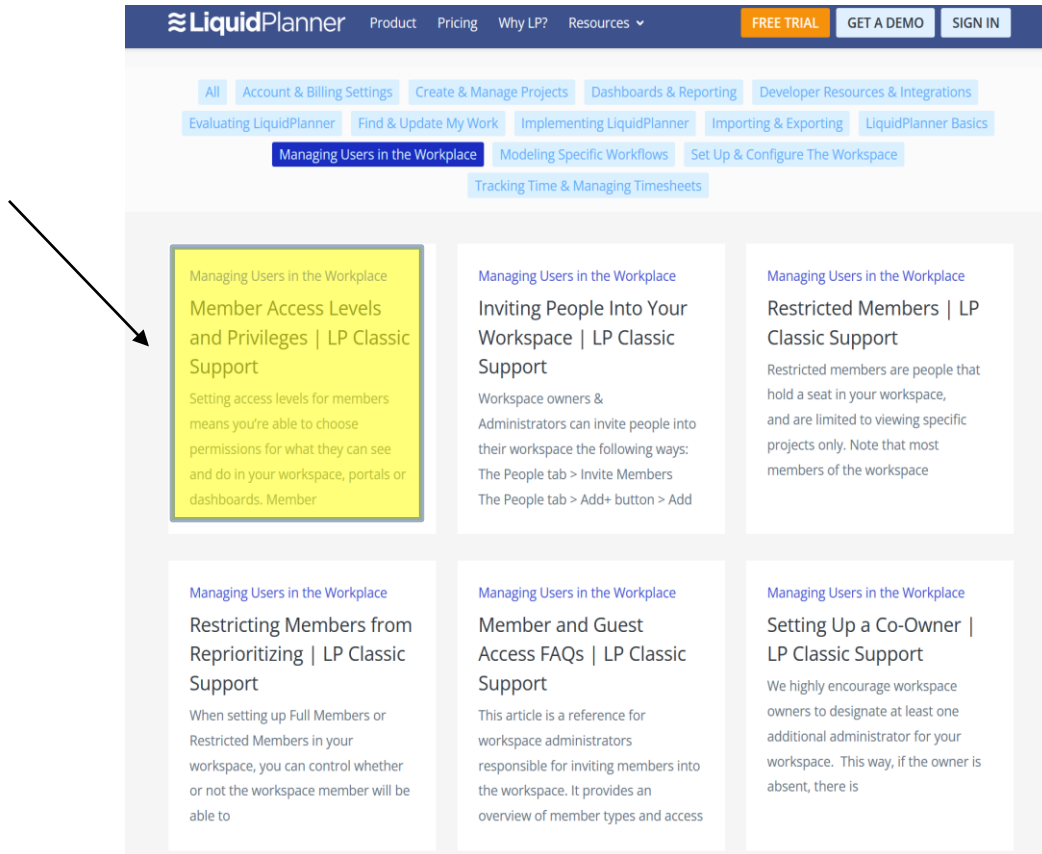 LiquidPlanner Product Pricing Why LP? Resources FREE TRIAL GET A DEMO SIGN IN
All Account & Billing Settings Create & Manage Projects Dashboards & Reporting Developer Resources & Integrations
Evaluating LiquidPlanner Find & Update My Work Implementing LiquidPlanner Importing & Exporting LiquidPlanner Basics
Managing Users in the Workplace Modeling Specific Workflows Set Up & Configure The Workspace
Tracking Time & Managing Timesheets
Managing Users in the Workplace
Member Access Levels
and Privileges | LP Classic
Support
Setting access levels for members
means you're able to choose
permissions for what they can see
and do in your workspace, portals or
dashboards. Member
Managing Users in the Workplace
Inviting People Into Your
Workspace | LP Classic
Support
Workspace owners &
Administrators can invite people into
their workspace the following ways:
The People tab > Invite Members
The People tab > Add+ button > Add
Managing Users in the Workplace
Restricted Members | LP
Classic Support
Restricted members are people that
hold a seat in your workspace,
and are limited to viewing specific
projects only. Note that most
members of the workspace
Managing Users in the Workplace
Restricting Members from
Reprioritizing | LP Classic
Support
When setting up Full Members or
Restricted Members in your
workspace, you can control whether
or not the workspace member will be
able to
Managing Users in the Workplace
Member and Guest
Access FAQs | LP Classic
Support
This article is a reference for
workspace administrators
responsible for inviting members into
the workspace. It provides an
overview of member types and access
Managing Users in the Workplace
Setting Up a Co-Owner |
LP Classic Support
We highly encourage workspace
owners to designate at least one
additional administrator for your
workspace. This way, if the owner is
absent, there is